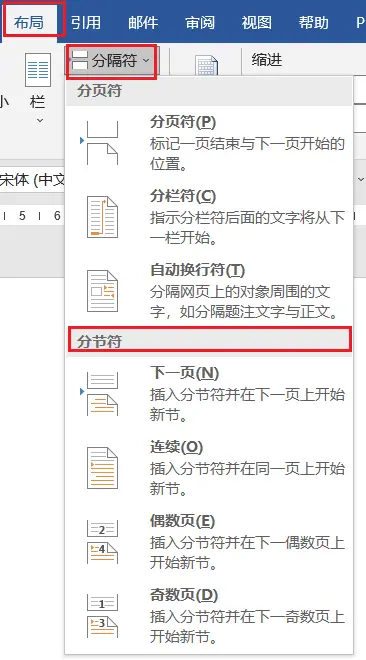 布局 引用 邮件 审阅 视图 帮助 P
分隔符 缩进
小 栏
分页符
分页符(P)
标记一页结束与下一页开始的
位置。
宋体 (中文
分栏符(C)
指示分栏符后面的文字将从下
一栏开始。
5 6
自动换行符(T)
分隔网页上的对象周围的文
字，如分隔题注文字与正文。
分节符
下一页(N)
插入分节符并在下一页上开始
新节。
连续(O)
插入分节符并在同一页上开始
新节。
2
4
偶数页(E)
插入分节符并在下一偶数页上
开始新节。
1
3
奇数页(D)
插入分节符并在下一奇数页上
开始新节。